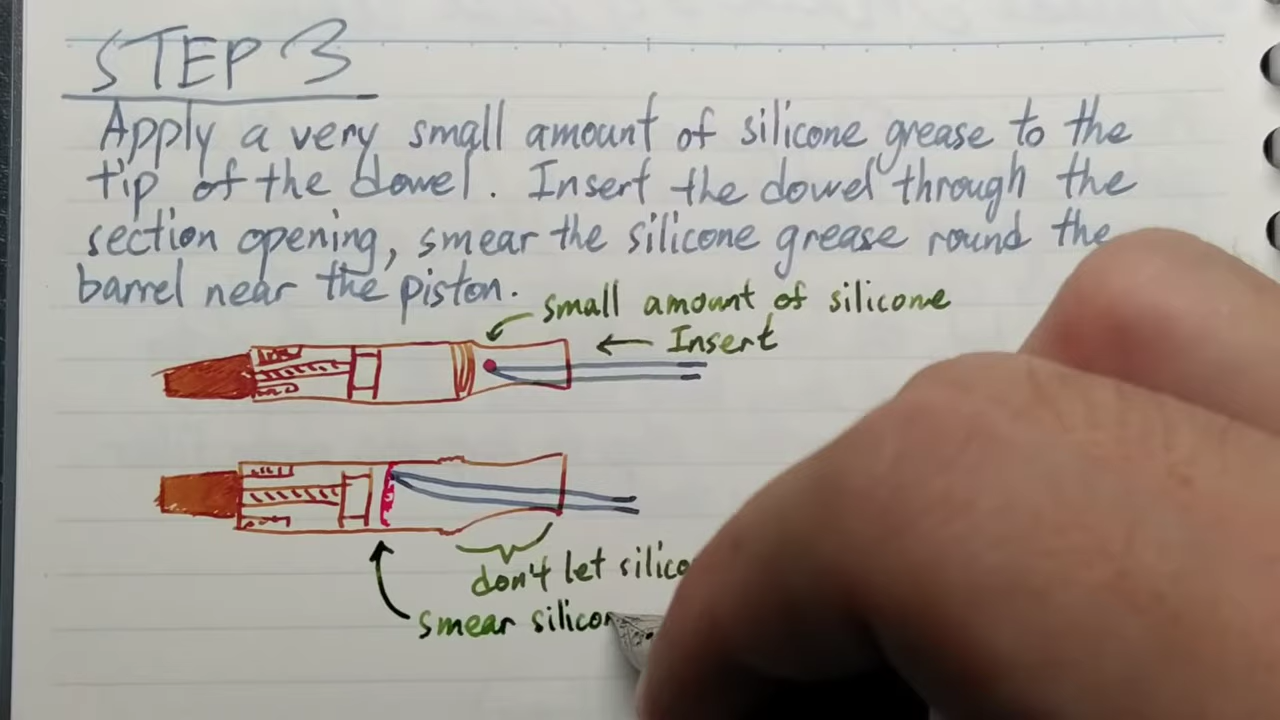 STEP 3
Apply a very small amount of silicone grease to the
tip of the dowel. Insert the dowel through the
section opening, smear the silicone grease round the
barrel near the piston.
small amount of silicone
Insert
don't let
smear